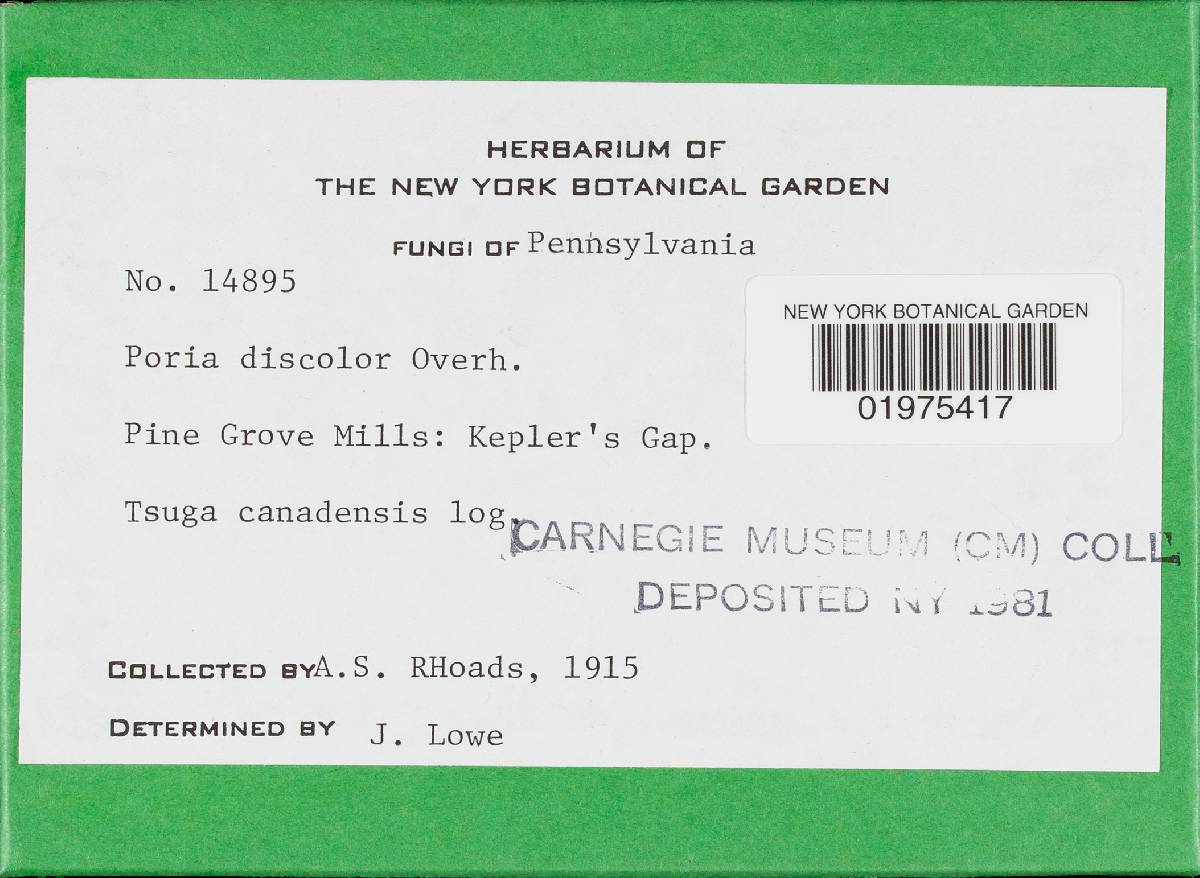 HERBARIUM OF
THE NEW YORK BOTANICAL GARDEN
FUNGI OF Pennsylvania
No. 14895
NEW YORK BOTANICAL GARDEN
01975417
Poria discolor Overh.
Pine Grove Mills: Kepler's Gap.
Tsuga canadensis log.
CARNEGIE MUSEUM (CM) COLL.
DEPOSITED NY 1981
COLLECTED BY A.S. RHoads, 1915
DETERMINED BY J. Lowe